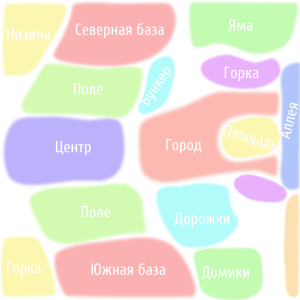 Низина
Северная база
Яма
Поле
Бункер
Горка
Аллея
Центр
Город
Площадь
Поле
Дорожки
Горка
Южная база
Домики